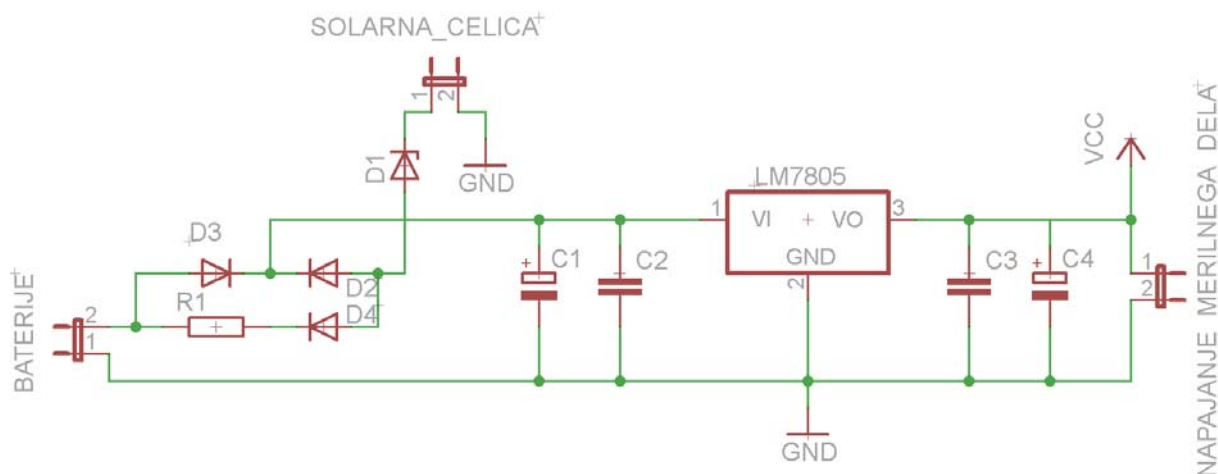 SOLARNA_CELICA
1
2
D1
GND
D3
D2
R1
D4
BATERIJE
2
1
C1
C2
LM7805
1
VI
VO
3
GND
2
C3
C4
VCC
1
2
NAPAJANJE MERILNEGA DELA
GND